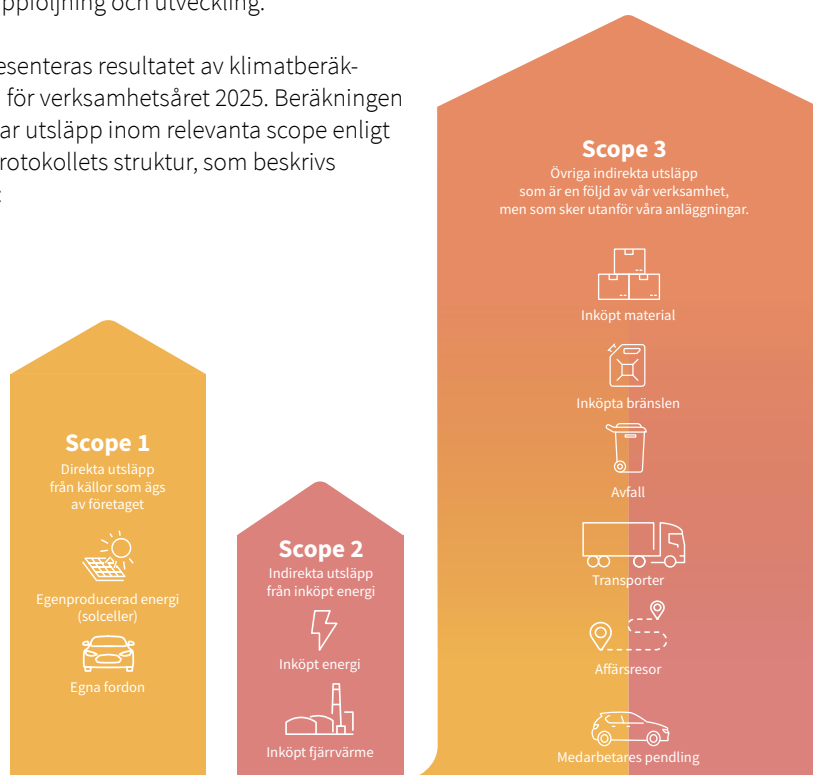 ppföljning och utveckling.
esenteras resultatet av klimatberäk-
för verksamhetsåret 2025. Beräkningen
ar utsläpp inom relevanta scope enligt
rotokollets struktur, som beskrivs
Scope 1
Direkta utsläpp
från källor som ägs
av företaget
Egenproducerad energi
(solceller)
Egna fordon
Scope 2
Indirekta utsläpp
från inköpt energi
Inköpt energi
Inköpt fjärrvärme
Scope 3
Övriga indirekta utsläpp
som är en följd av vår verksamhet,
men som sker utanför våra anläggningar.
Inköpt material
Inköpta bränslen
Avfall
Transporter
Affärsresor
Medarbetares pendling